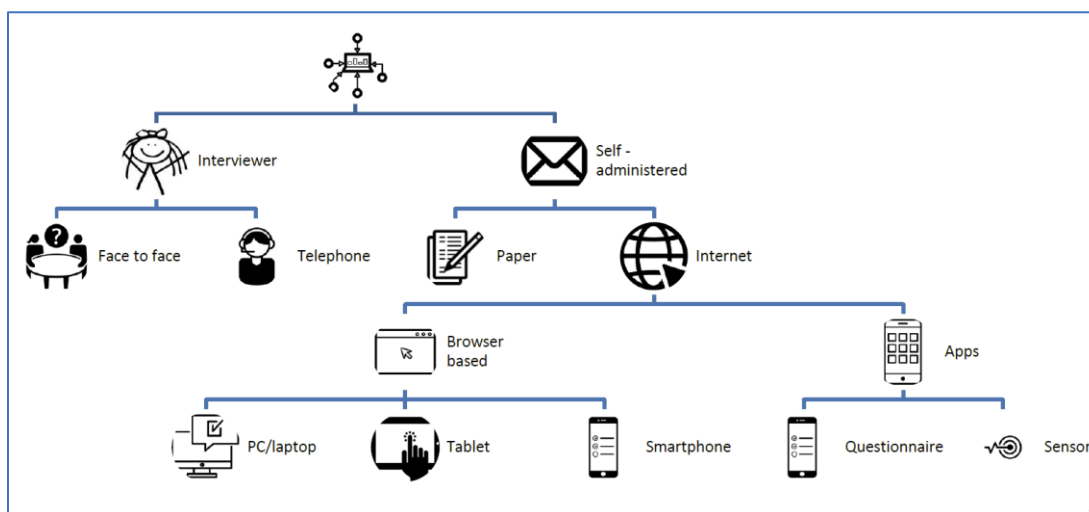 Interviewer
Self -
administered
Face to face
Telephone
Paper
Internet
Browser
based
Apps
PC/laptop
Tablet
Smartphone
Questionnaire
Sensor